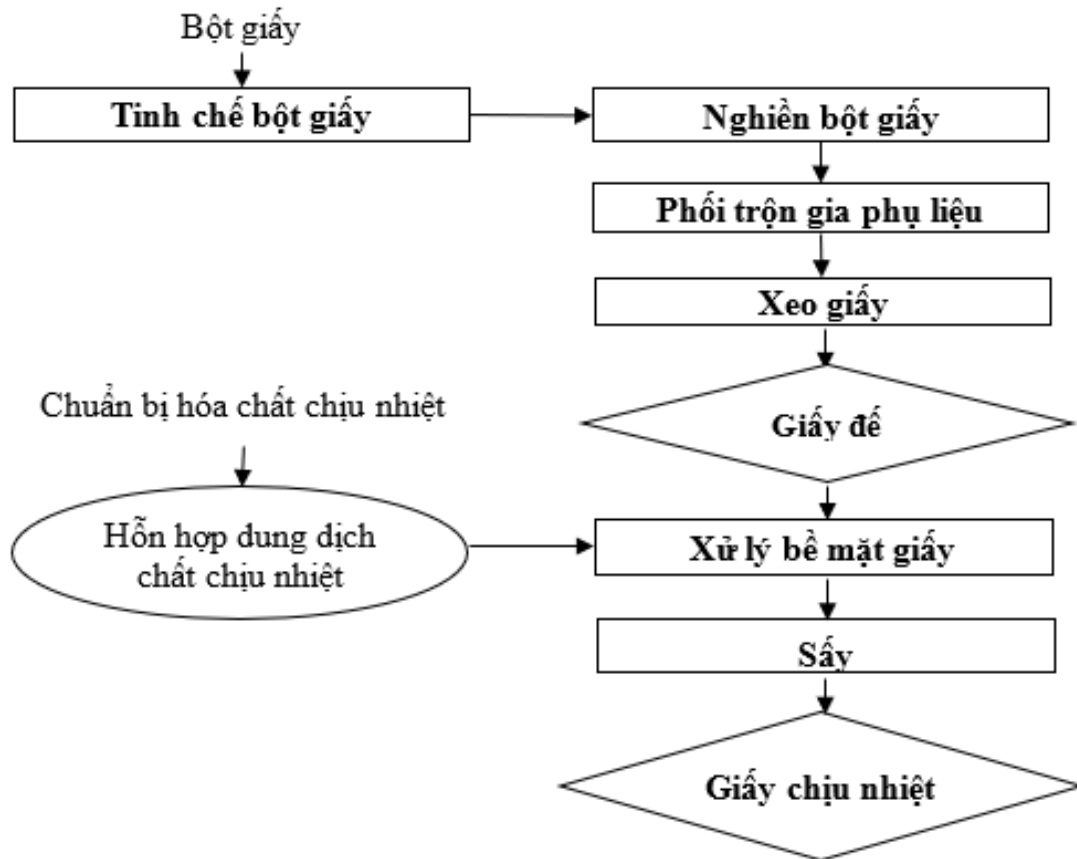 Bột giấy
Tinh chế bột giấy
Nghiền bột giấy
Phối trộn gia phụ liệu
Xeo giấy
Giấy đế
Chuẩn bị hóa chất chịu nhiệt
Hỗn hợp dung dịch
chất chịu nhiệt
Xử lý bề mặt giấy
Sấy
Giấy chịu nhiệt